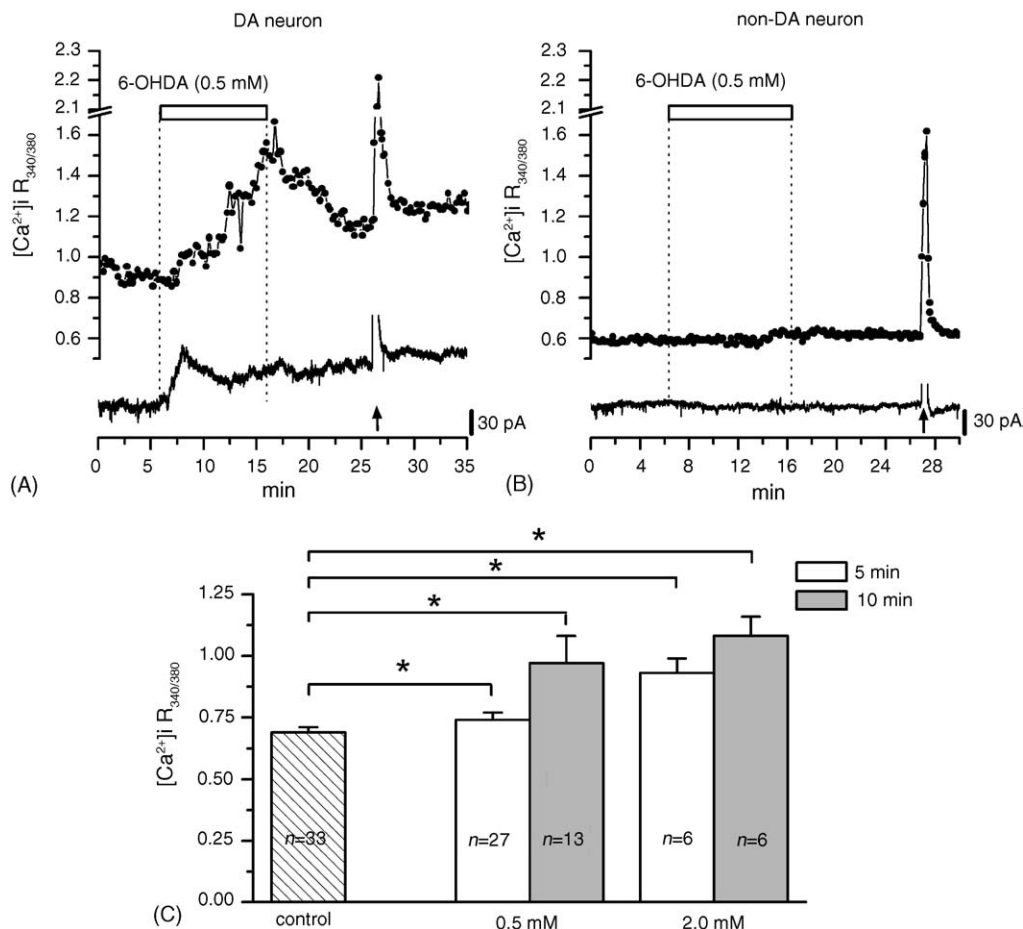 DA neuron
6-OHDA (0.5 mM)
[Ca²⁺]i R340/380
2.3
2.2
2.1
1.6
1.4
1.2
1.0
0.8
0.6
30 pA
0 5 10 15 20 25 30 35
min
(A)
non-DA neuron
6-OHDA (0.5 mM)
[Ca²⁺]i R340/380
2.3
2.2
2.1
1.6
1.4
1.2
1.0
0.8
0.6
30 pA
0 4 6 12 16 20 24 28
min
(B)
* * * *
5 min
10 min
[Ca²⁺]i R340/380
1.25
1.00
0.75
0.50
0.25
0.00
n=33 n=27 n=13 n=6 n=6
control 0.5 mM 2.0 mM
(C)